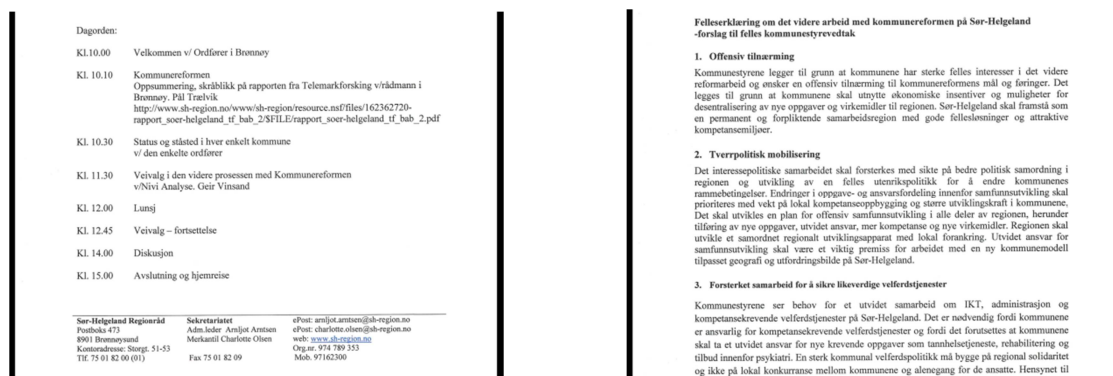 Dagorden:
Kl.10.00 Velkommen v/ Ordfører i Brønnøy
Kl. 10.10 Kommunereformen
Oppsummering, skråblikk på rapporten fra Telemarkforsking v/rådmann i
Brønnøy. Pål Trælvik
http://www.sh-region.no/www/sh-region/resource.nsf/files/162362720-
rapport_soer-helgeland_tf_bab_2/$FILE/rapport_soer-helgeland_tf_bab_2.pdf
Kl. 10.30 Status og ståsted i hver enkelt kommune
v/ den enkelte ordfører
Kl. 11.30 Veivalg i den videre prosessen med Kommunereformen
v/Nivi Analyse. Geir Vinsand
Kl. 12.00 Lunsj
Kl. 12.45 Veivalg – fortsettelse
Kl. 14.00 Diskusjon
Kl. 15.00 Avslutning og hjemreise
Sør-Helgeland Regionråd Sekretariatet ePost: arnljot.arntsen@sh-region.no
Postboks 473 Adm.leder Arnljot Arntsen ePost: charlotte.olsen@sh-region.no
8901 Brønnøysund Merkantil Charlotte Olsen web: www.sh-region.no
Kontoradresse: Storgt. 51-53 Org.nr. 974 789 353
Tlf. 75 01 82 00 (01) Fax 75 01 82 09 Mob. 97162300
Felleserklæring om det videre arbeid med kommunereformen på Sør-Helgeland
-forslag til felles kommunestyrevedtak
1. Offensiv tilnærming
Kommunestyrene legger til grunn at kommunene har sterke felles interesser i det videre
reformarbeid og ønsker en offensiv tilnærming til kommunereformens mål og føringer. Det
legges til grunn at kommunene skal utnytte økonomiske insentiver og muligheter for
desentralisering av nye oppgaver og virkemidler til regionen. Sør-Helgeland skal framstå som
en permanent og forpliktende samarbeidsregion med gode fellesløsninger og attraktive
kompetansemiljøer.
2. Tverrpolitisk mobilisering
Det interessepolitiske samarbeidet skal forsterkes med sikte på bedre politisk samordning i
regionen og utvikling av en felles utenrikspolitikk for å endre kommunenes
rammebetingelser. Endringer i oppgave- og ansvarsfordeling innenfor samfunnsutvikling skal
prioriteres med vekt på lokal kompetanseoppbygging og større utviklingskraft i kommunene.
Det skal utvikles en plan for offensiv samfunnsutvikling i alle deler av regionen, herunder
tilføring av nye oppgaver, utvidet ansvar, mer kompetanse og nye virkemidler. Regionen skal
utvikle et samordnet regionalt utviklingsapparat med lokal forankring. Utvidet ansvar for
samfunnsutvikling skal være et viktig premiss for arbeidet med en ny kommunemodell
tilpasset geografi og utfordringsbilde på Sør-Helgeland.
3. Forsterket samarbeid for å sikre likeverdige velferdstjenester
Kommunestyrene ser behov for et utvidet samarbeid om IKT, administrasjon og
kompetansekrevende velferdstjenester på Sør-Helgeland. Det er nødvendig fordi kommunene
er ansvarlig for kompetansekrevende velferdstjenester og fordi det forutsettes at kommunene
skal ta et utvidet ansvar for nye krevende oppgaver som tannhelsetjeneste, rehabilitering og
tilbud innenfor psykiatri. En sterk kommunal velferdspolitikk må bygge på regional solidaritet
og ikke på lokal konkurranse mellom kommunene og alenegang for de ansatte. Hensynet til